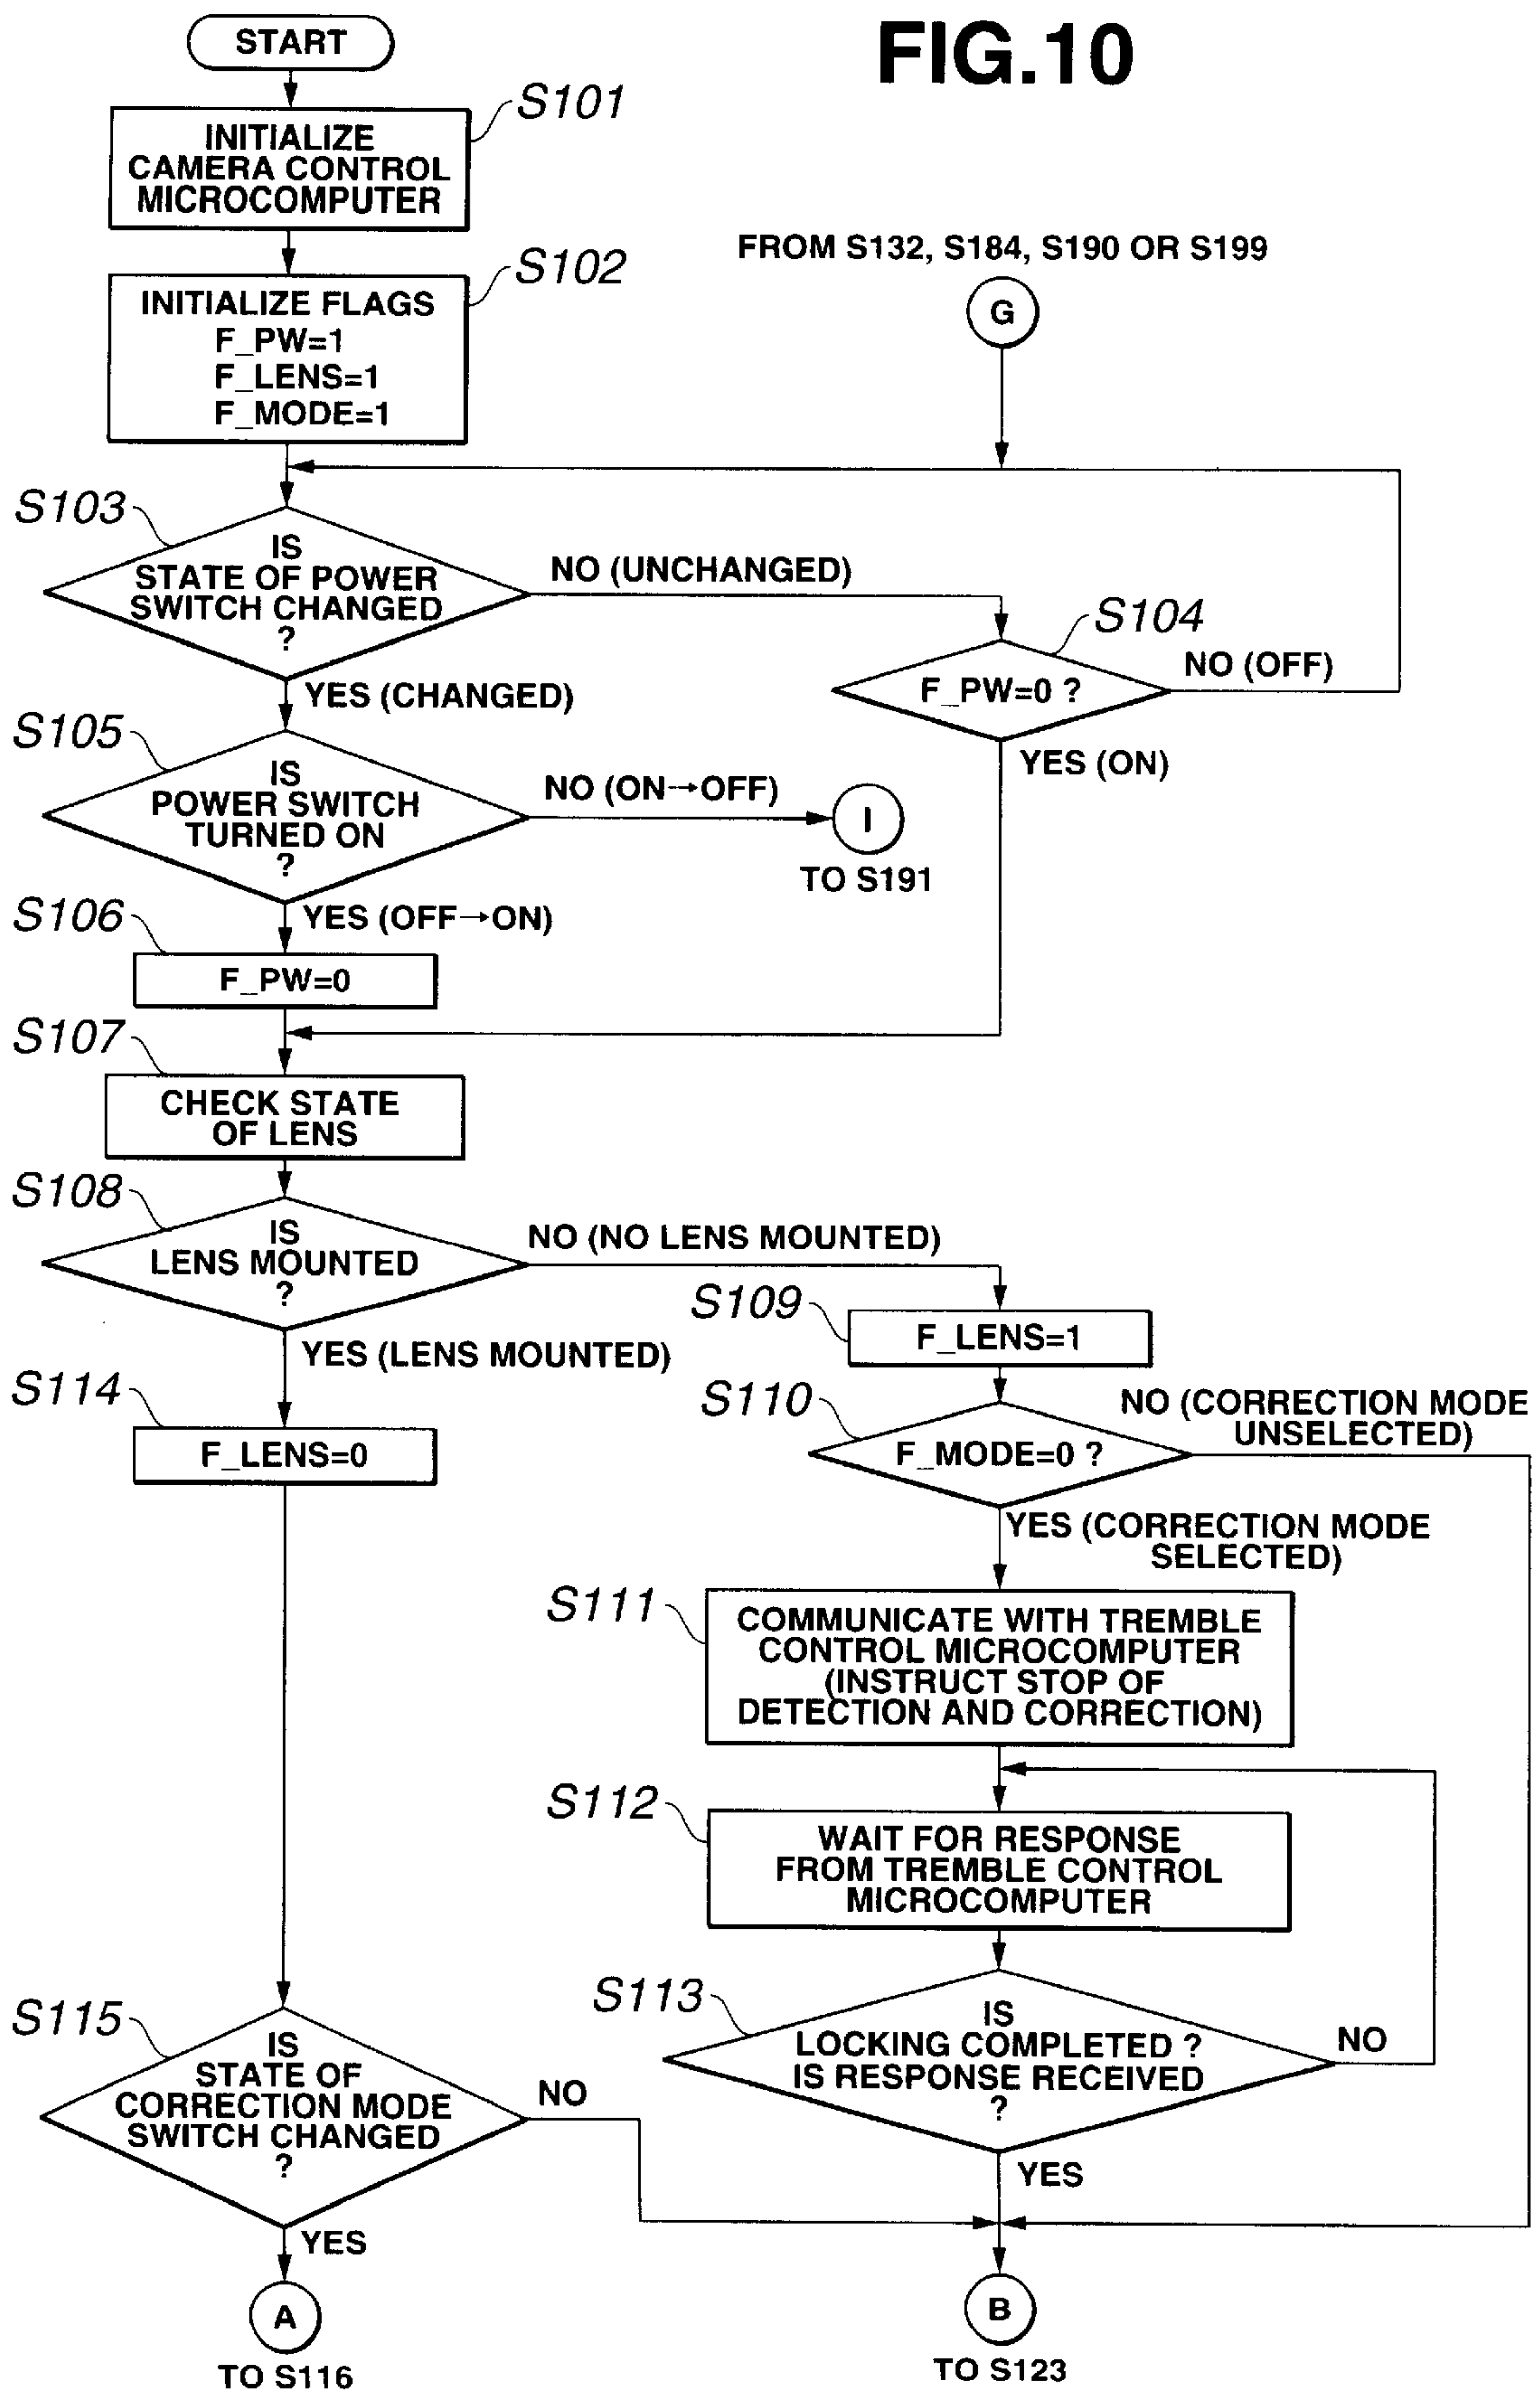 FIG.10
START
S101
INITIALIZE
CAMERA CONTROL
MICROCOMPUTER
S102
INITIALIZE FLAGS
F_PW=1
F_LENS=1
F_MODE=1
FROM S132, S184, S190 OR S199
G
S103
IS
STATE OF POWER
SWITCH CHANGED
?
NO (UNCHANGED)
YES (CHANGED)
S104
F_PW=0 ?
NO (OFF)
YES (ON)
S105
IS
POWER SWITCH
TURNED ON
?
NO (ON→OFF)
I
TO S191
YES (OFF→ON)
S106
F_PW=0
S107
CHECK STATE
OF LENS
S108
IS
LENS MOUNTED
?
NO (NO LENS MOUNTED)
YES (LENS MOUNTED)
S109
F_LENS=1
S110
F_MODE=0 ?
NO (CORRECTION MODE
UNSELECTED)
YES (CORRECTION MODE
SELECTED)
S114
F_LENS=0
S111
COMMUNICATE WITH TREMBLE
CONTROL MICROCOMPUTER
(INSTRUCT STOP OF
DETECTION AND CORRECTION)
S112
WAIT FOR RESPONSE
FROM TREMBLE CONTROL
MICROCOMPUTER
S113
IS
LOCKING COMPLETED ?
IS RESPONSE RECEIVED
?
NO
YES
S115
IS
STATE OF
CORRECTION MODE
SWITCH CHANGED
?
NO
YES
A
TO S116
B
TO S123